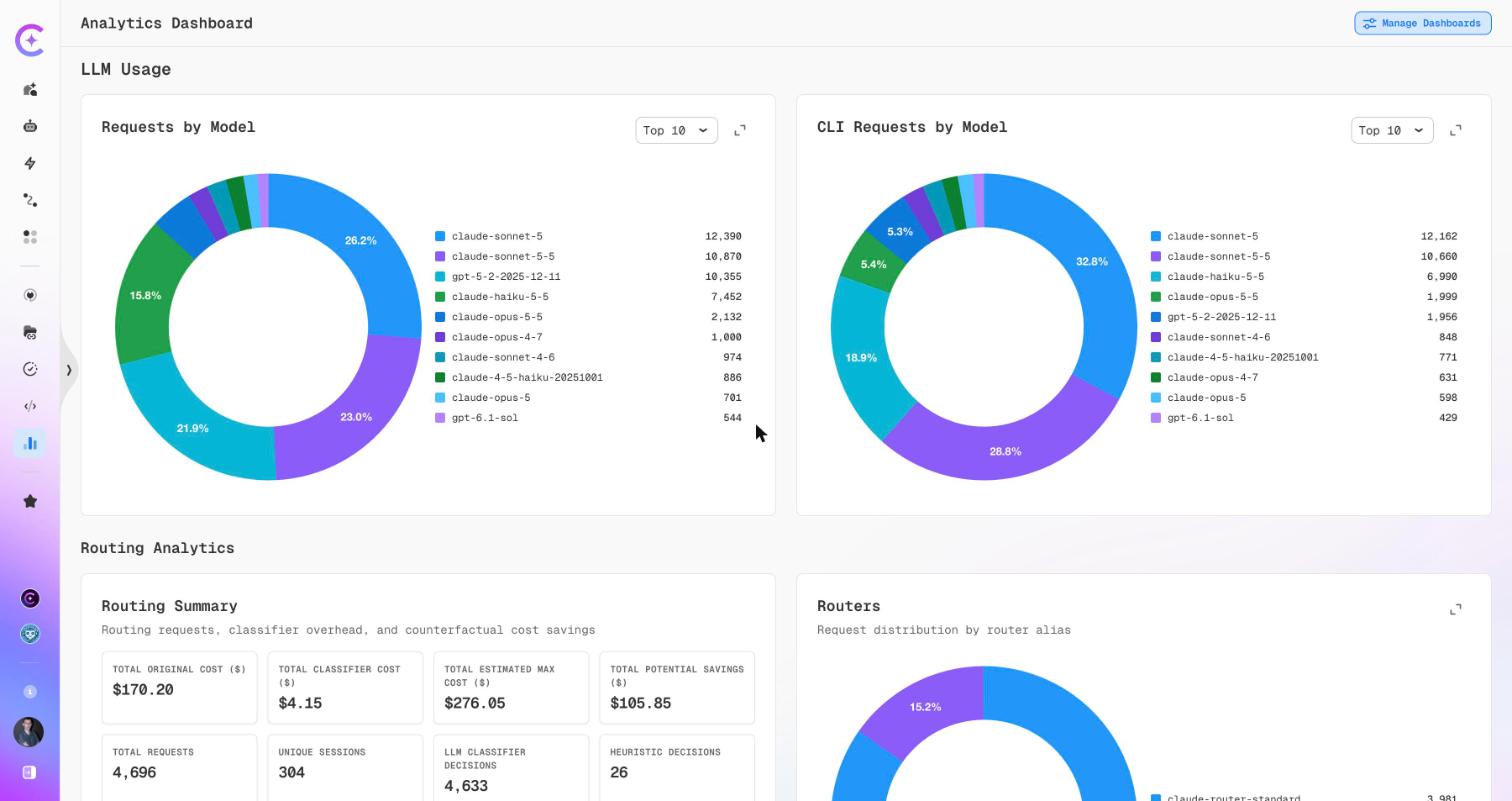 Analytics Dashboard
Manage Dashboards
LLM Usage
Requests by Model
Top 10
26.2%
15.8%
23.0%
21.9%
claude-sonnet-5 12,390
claude-sonnet-5-5 10,870
gpt-5-2-2025-12-11 10,355
claude-haiku-5-5 7,452
claude-opus-5-5 2,132
claude-opus-4-7 1,000
claude-sonnet-4-6 974
claude-4-5-haiku-20251001 886
claude-opus-5 701
gpt-6.1-sol 544
CLI Requests by Model
Top 10
5.3%
32.8%
5.4%
18.9%
28.8%
claude-sonnet-5 12,162
claude-sonnet-5-5 10,660
claude-haiku-5-5 6,990
claude-opus-5-5 1,999
gpt-5-2-2025-12-11 1,956
claude-sonnet-4-6 848
claude-4-5-haiku-20251001 771
claude-opus-4-7 631
claude-opus-5 598
gpt-6.1-sol 429
Routing Analytics
Routing Summary
Routing requests, classifier overhead, and counterfactual cost savings
TOTAL ORIGINAL COST ($)
$170.20
TOTAL CLASSIFIER COST
($)
$4.15
TOTAL ESTIMATED MAX
COST ($)
$276.05
TOTAL POTENTIAL SAVINGS
($)
$105.85
TOTAL REQUESTS
4,696
UNIQUE SESSIONS
304
LLM CLASSIFIER
DECISIONS
4,633
HEURISTIC DECISIONS
26
Routers
Request distribution by router alias
15.2%
claude-router-standard 3,981